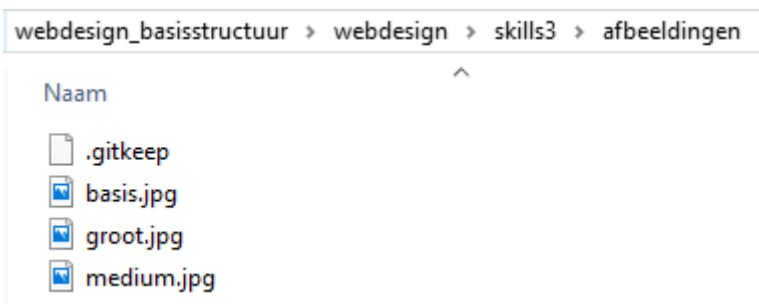 webdesign_basisstructuur > webdesign > skills3 > afbeeldingen
Naam
.gitkeep
basis.jpg
groot.jpg
medium.jpg